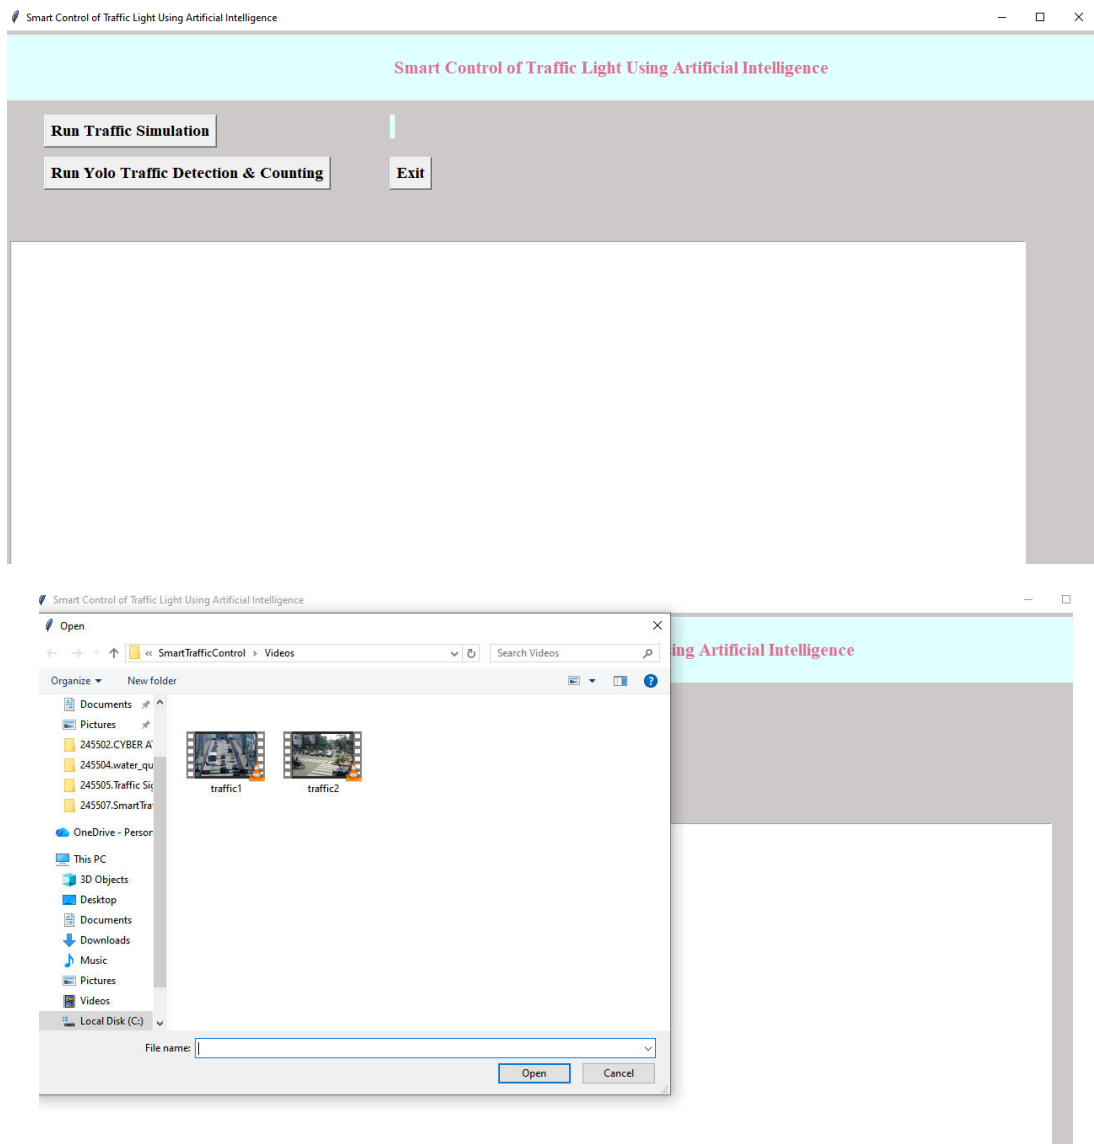 Smart Control of Traffic Light Using Artificial Intelligence
Smart Control of Traffic Light Using Artificial Intelligence
Run Traffic Simulation
Run Yolo Traffic Detection & Counting
Exit
Smart Control of Traffic Light Using Artificial Intelligence
Open
ing Artificial Intelligence
« SmartTrafficControl > Videos
Search Videos
Organize
New folder
Documents
Pictures
245502.CYBER A
245504.water_qu
245505.Traffic Sig
245507.SmartTra
OneDrive - Person
This PC
3D Objects
Desktop
Documents
Downloads
Music
Pictures
Videos
Local Disk (C:)
traffic1
traffic2
File name:
Open
Cancel